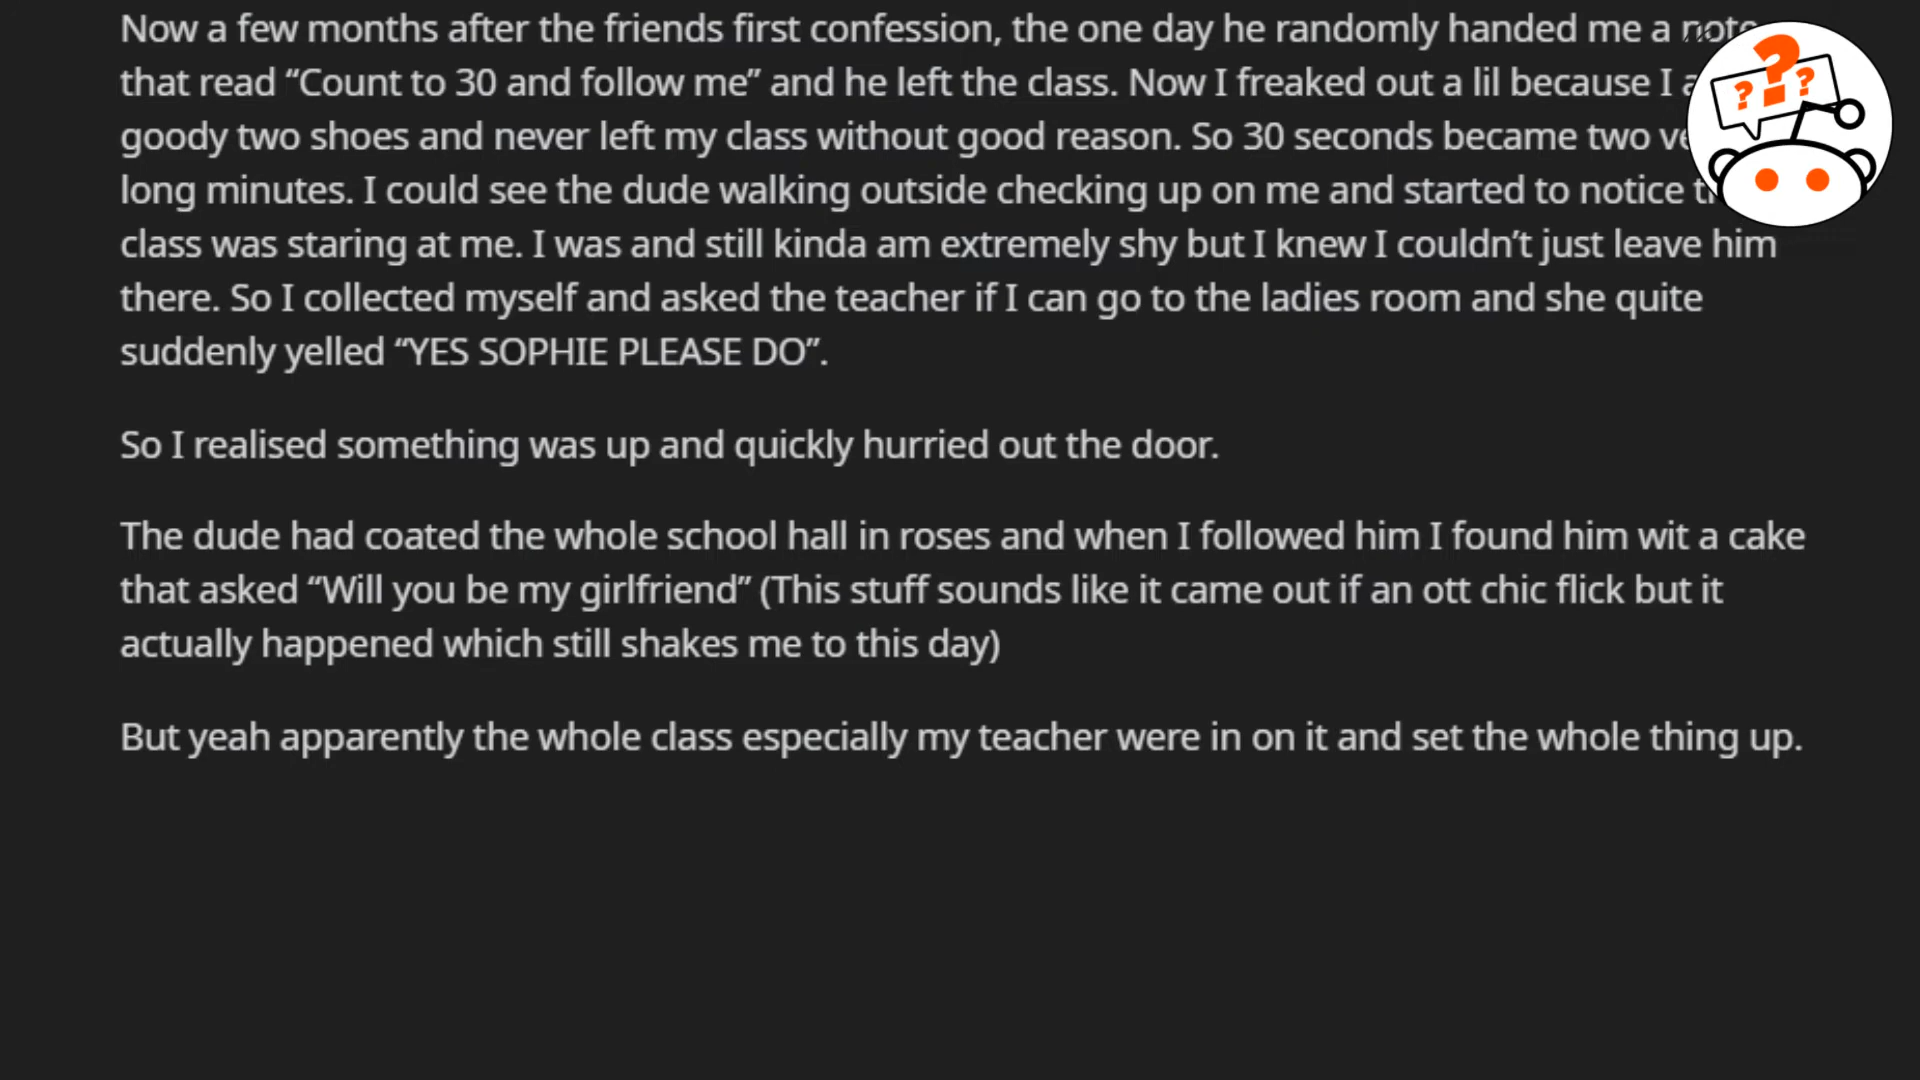 Now a few months after the friends first confession, the one day he randomly handed me a note
that read “Count to 30 and follow me” and he left the class. Now I freaked out a lil because I
goody two shoes and never left my class without good reason. So 30 seconds became two
long minutes. I could see the dude walking outside checking up on me and started to notice
class was staring at me. I was and still kinda am extremely shy but I knew I couldn’t just leave him
there. So I collected myself and asked the teacher if I can go to the ladies room and she quite
suddenly yelled “YES SOPHIE PLEASE DO”.
So I realised something was up and quickly hurried out the door.
The dude had coated the whole school hall in roses and when I followed him I found him wit a cake
that asked “Will you be my girlfriend” (This stuff sounds like it came out if an ott chic flick but it
actually happened which still shakes me to this day)
But yeah apparently the whole class especially my teacher were in on it and set the whole thing up.
? ? ?